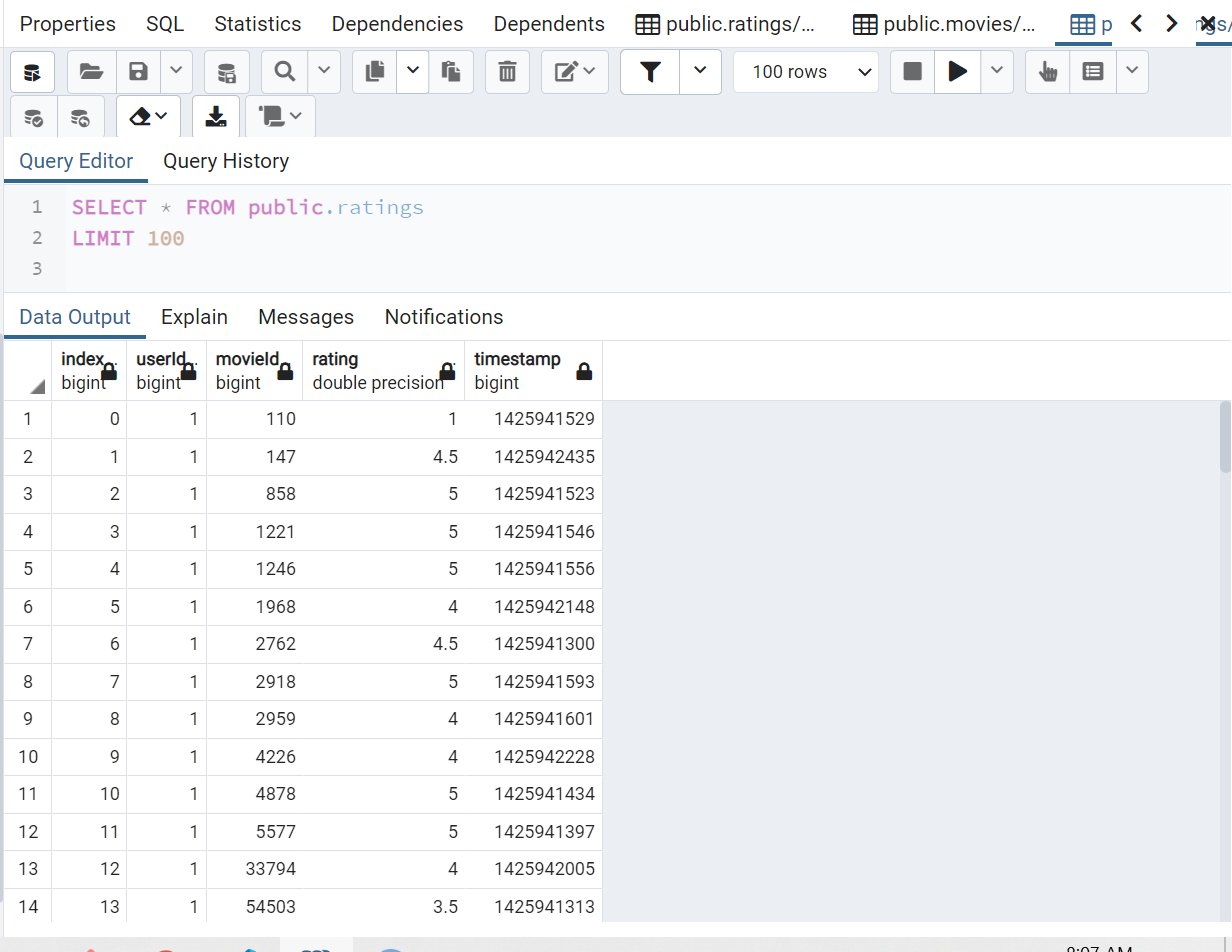 Properties SQL Statistics Dependencies Dependents public.ratings/... public.movies/... p
100 rows
Query Editor Query History
1 SELECT * FROM public.ratings
2 LIMIT 100
3
Data Output Explain Messages Notifications
index userId movieId rating timestamp
bigint bigint bigint double precision bigint
1 0 1 110 1 1425941529
2 1 1 147 4.5 1425942435
3 2 1 858 5 1425941523
4 3 1 1221 5 1425941546
5 4 1 1246 5 1425941556
6 5 1 1968 4 1425942148
7 6 1 2762 4.5 1425941300
8 7 1 2918 5 1425941593
9 8 1 2959 4 1425941601
10 9 1 4226 4 1425942228
11 10 1 4878 5 1425941434
12 11 1 5577 5 1425941397
13 12 1 33794 4 1425942005
14 13 1 54503 3.5 1425941313